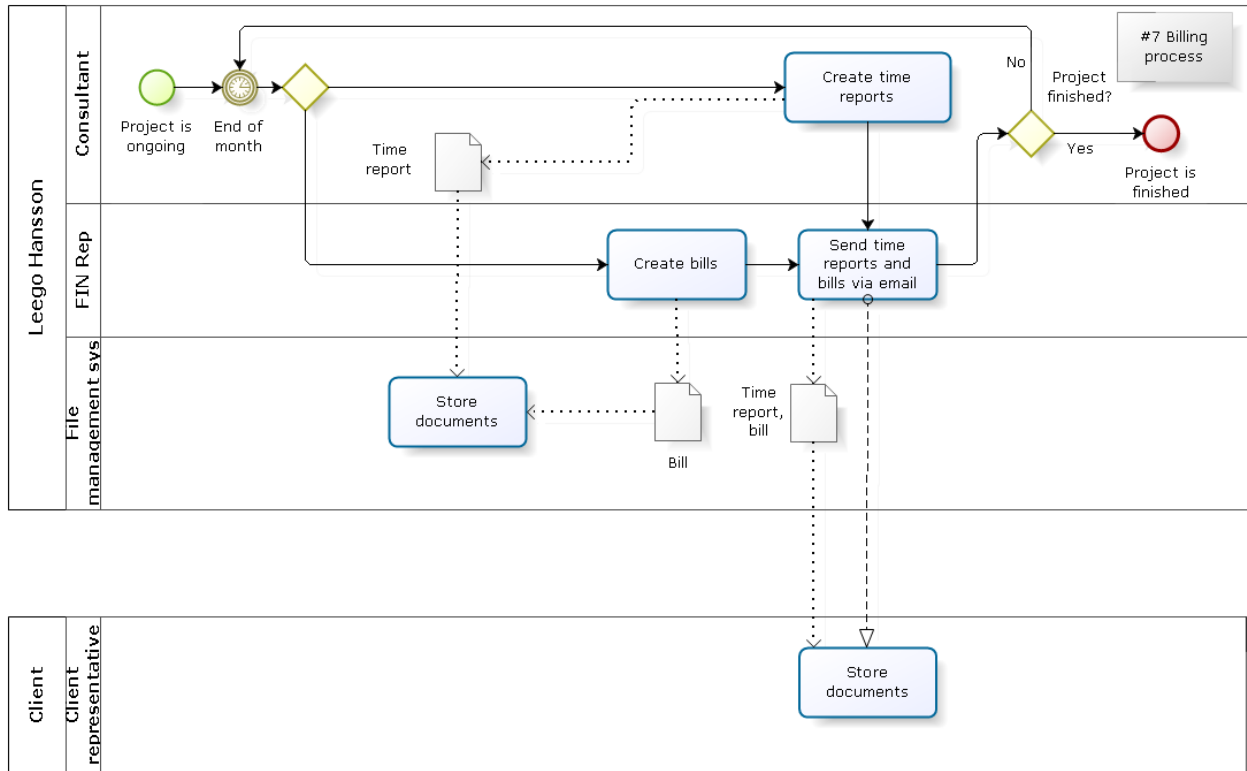 Leego Hansson
Consultant
Project is
ongoing
End of
month
Create time
reports
No
Project
finished?
#7 Billing
process
Yes
Project is
finished
Time
report
FIN Rep
Create bills
Send time
reports and
bills via email
File
management sys
Store
documents
Bill
Time
report,
bill
Client
Client
representative
Store
documents